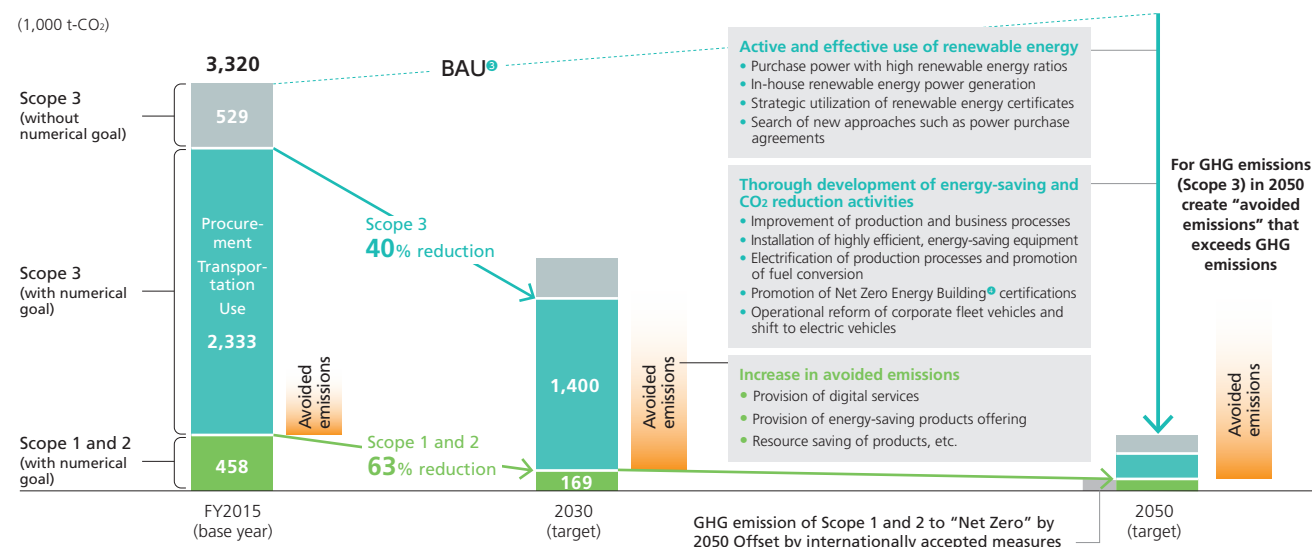 (1,000 t-CO₂)
3,320
BAU❸
Scope 3
(without
numerical goal)
529
Scope 3
(with numerical
goal)
Procure-
ment
Transpor-
tation
Use
2,333
Scope 1 and 2
(with numerical
goal)
458
Avoided
emissions
Scope 3
40% reduction
Scope 1 and 2
63% reduction
1,400
169
Avoided
emissions
Active and effective use of renewable energy
• Purchase power with high renewable energy ratios
• In-house renewable energy power generation
• Strategic utilization of renewable energy certificates
• Search of new approaches such as power purchase
agreements
Thorough development of energy-saving and
CO₂ reduction activities
• Improvement of production and business processes
• Installation of highly efficient, energy-saving equipment
• Electrification of production processes and promotion
of fuel conversion
• Promotion of Net Zero Energy Building❹ certifications
• Operational reform of corporate fleet vehicles and
shift to electric vehicles
Increase in avoided emissions
• Provision of digital services
• Provision of energy-saving products offering
• Resource saving of products, etc.
For GHG emissions
(Scope 3) in 2050
create “avoided
emissions” that
exceeds GHG
emissions
Avoided
emissions
FY2015
(base year)
2030
(target)
2050
(target)
GHG emission of Scope 1 and 2 to “Net Zero” by
2050 Offset by internationally accepted measures